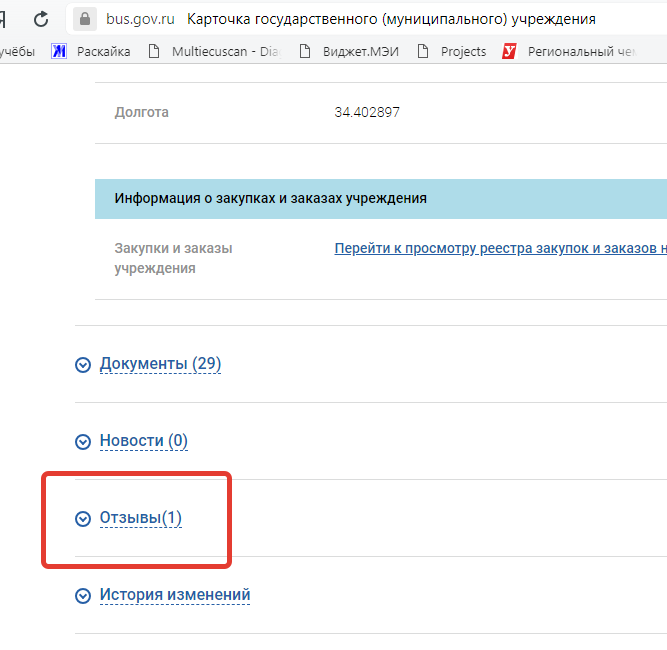 Я bus.gov.ru Карточка государственного (муниципального) учреждения
учёбы Раскайка Multiecuscan - Dia Виджет.МЭИ Projects У Региональный чем
Долгота 34.402897
Информация о закупках и заказах учреждения
Закупки и заказы учреждения Перейти к просмотру реестра закупок и заказов н
Документы (29)
Новости (0)
Отзывы(1)
История изменений